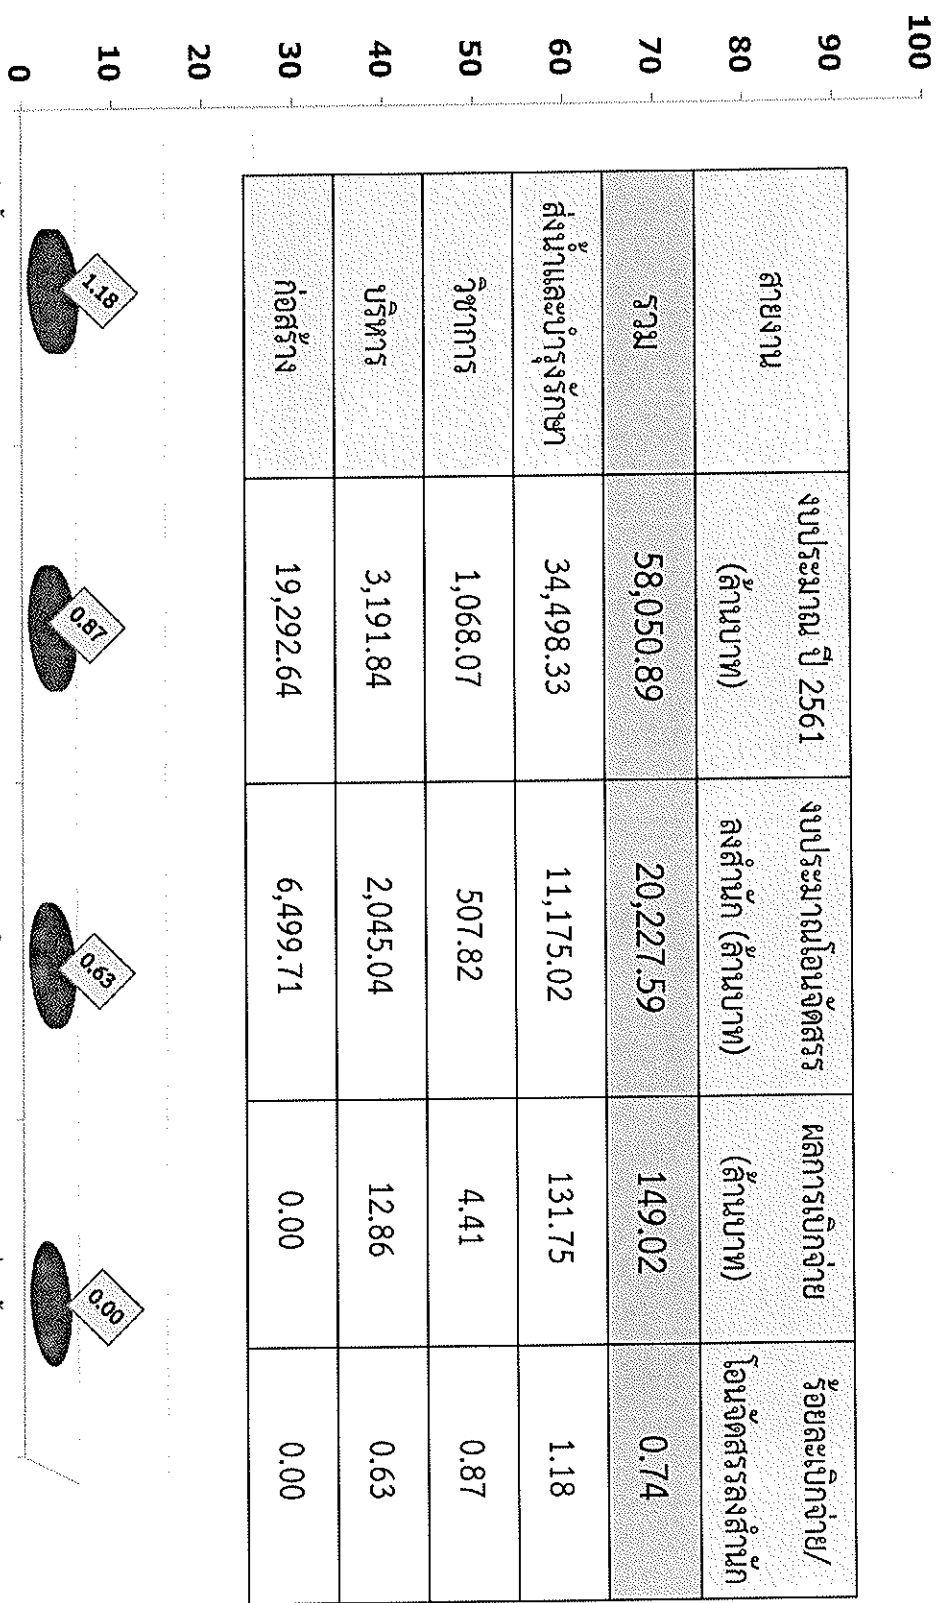 100
90
80
70
60
50
40
30
20
10
0
สายงาน
งบประมาณ ปี 2561
(ล้านบาท)
งบประมาณโอนจัดสรร
ลงสำนัก (ล้านบาท)
ผลการเบิกจ่าย
(ล้านบาท)
ร้อยละเบิกจ่าย/
โอนจัดสรรลงสำนัก
รวม 58,050.89 20,227.59 149.02 0.74
ส่งน้ำและบำรุงรักษา 34,498.33 11,175.02 131.75 1.18
วิชาการ 1,068.07 507.82 4.41 0.87
บริหาร 3,191.84 2,045.04 12.86 0.63
ก่อสร้าง 19,292.64 6,499.71 0.00 0.00
1.18
0.87
0.63
0.00